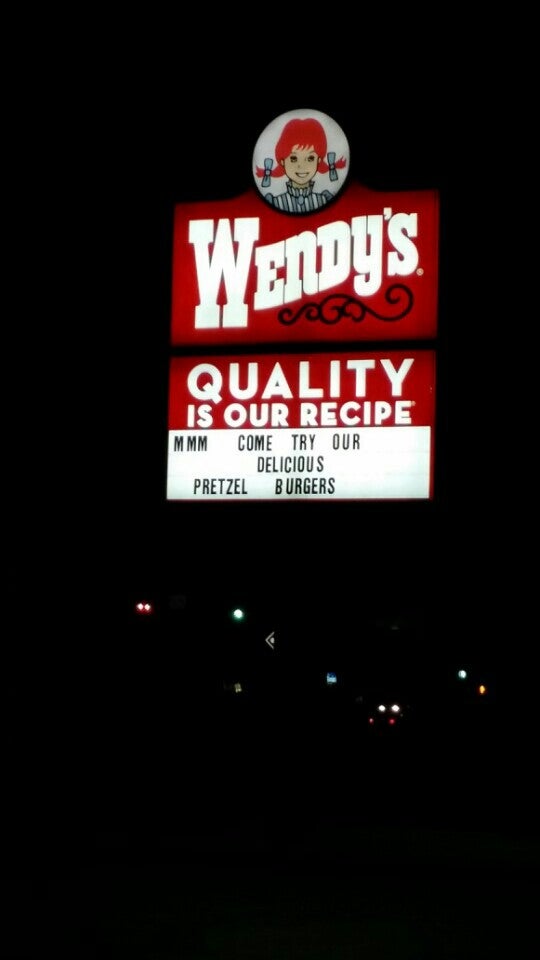 WENDY'S®
QUALITY
IS OUR RECIPE®
MMM COME TRY OUR
DELICIOUS
PRETZEL BURGERS